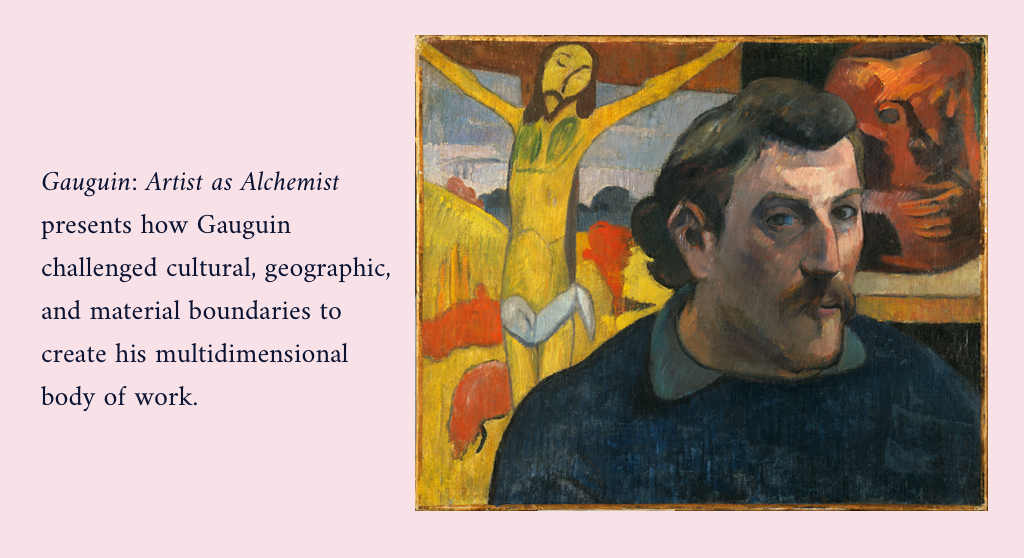 Gauguin: Artist as Alchemist
presents how Gauguin
challenged cultural, geographic,
and material boundaries to
create his multidimensional
body of work.